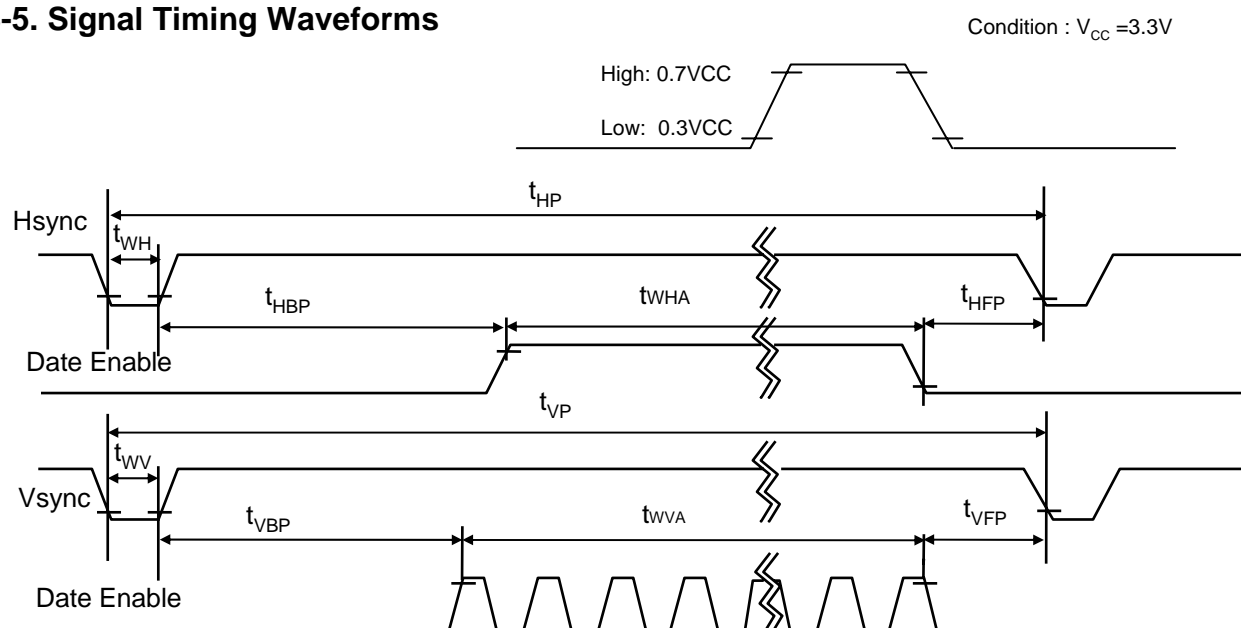 -5. Signal Timing Waveforms
Condition : VCC =3.3V
High: 0.7VCC
Low: 0.3VCC
tHP
Hsync
tWH
tHBP
tWHA
tHFP
Date Enable
tVP
tWV
Vsync
tVBP
tWVA
tVFP
Date Enable